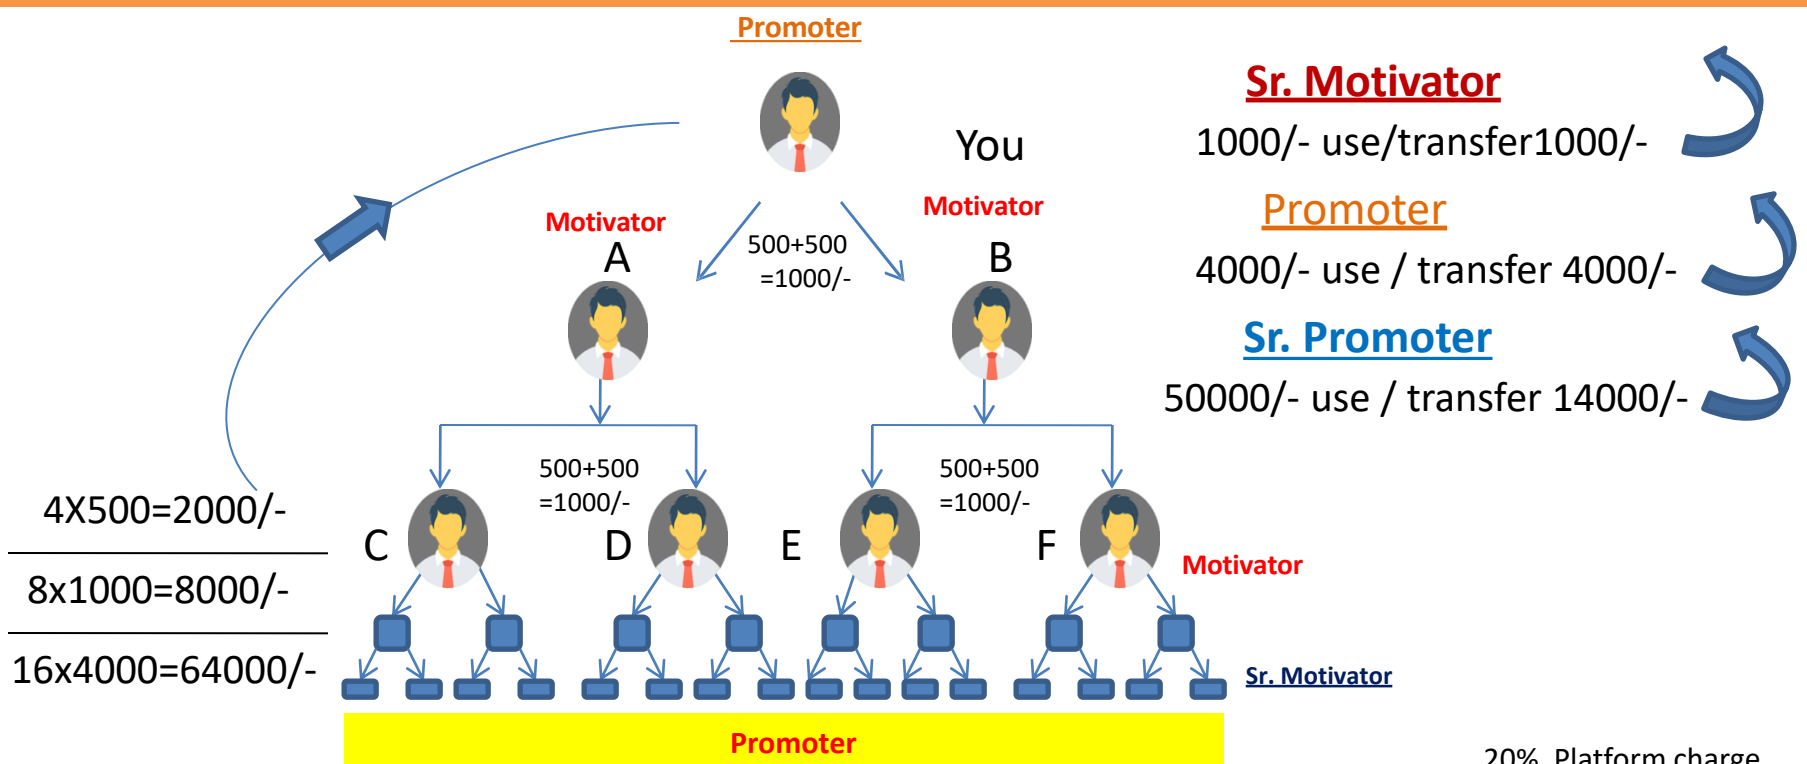 Promoter
You
Motivator
A
Motivator
B
500+500
=1000/-
500+500
=1000/-
500+500
=1000/-
C
D
E
F
Motivator
4X500=2000/-
8x1000=8000/-
16x4000=64000/-
Sr. Motivator
Promoter
Sr. Motivator
1000/- use/transfer1000/-
Promoter
4000/- use / transfer 4000/-
Sr. Promoter
50000/- use / transfer 14000/-
20% Platform charge